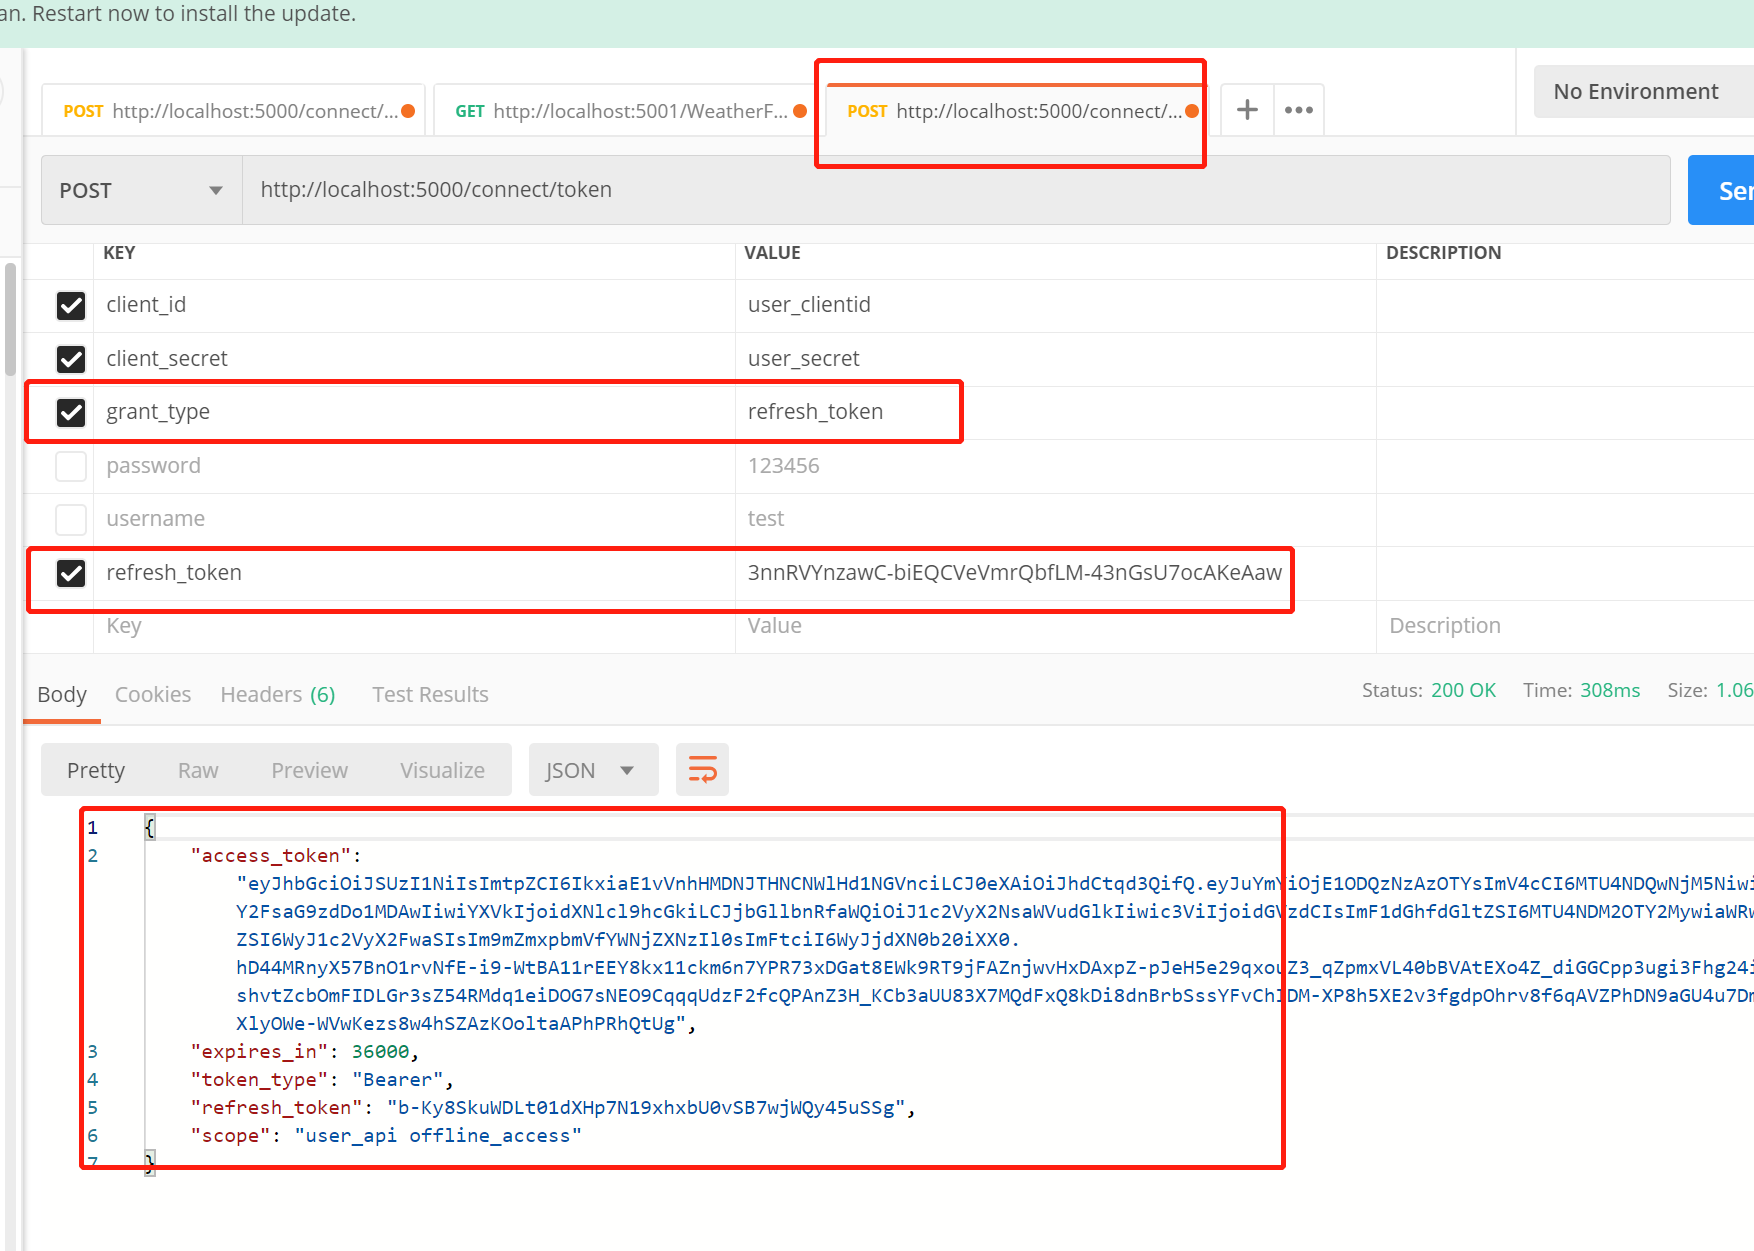 an. Restart now to install the update.
POST http://localhost:5000/connect/... GET http://localhost:5001/WeatherF... POST http://localhost:5000/connect/... + ••• No Environment
POST http://localhost:5000/connect/token Ser
KEY VALUE DESCRIPTION
client_id user_clientid
client_secret user_secret
grant_type refresh_token
password 123456
username test
refresh_token 3nnRVYnzawC-biEQCVeVmrQbfLM-43nGsU7ocAKeAaw
Key Value Description
Body Cookies Headers (6) Test Results Status: 200 OK Time: 308ms Size: 1.06
Pretty Raw Preview Visualize JSON
1 {
2 "access_token":
"eyJhbGciOiJSUzI1NiIsImtpZCI6IkxiaE1vVnhHMDNJTHNCNWlHd1NGVnciLCJ0eXAiOiJhdCtqd3QifQ.eyJuYmYiOjE1ODQzNzAzOTYsImV4cCI6MTU4NDQwNjM5Niwi
Y2FsaG9zdDo1MDAwIiwiYXVkIjoidXNlcl9hcGkiLCJjbGllbnRfaWQiOiJ1c2VyX2NsaWVudGlkIiwic3ViIjoidGVzdCIsImF1dGhfdGltZSI6MTU4NDM2OTY2MywiaWRw
ZSI6WyJ1c2VyX2FwaSIsIm9mZmxpbmVfYWNjZXNzIl0sImFtciI6WyJjdXN0b20iXX0.
hD44MRnyX57BnO1rvNfE-i9-WtBA11rEEY8kx11ckm6n7YPR73xDGat8EWk9RT9jFAZnjwvHxDAxpZ-pJeH5e29qxouZ3_qZpmxVL40bBVAtEXo4Z_diGGCpp3ugi3Fhg24i
shvtZcbOmFIDLGr3sZ54RMdq1eiDOG7sNEO9CqqqUdzF2fcQPAnZ3H_KCb3aUU83X7MQdFxQ8kDi8dnBrbSssYFvChIDM-XP8h5XE2v3fgdpOhrv8f6qAVZPhDN9aGU4u7Dm
XlyOWe-WVwKezs8w4hSZAzKOoltaAPhPRhQtUg",
3 "expires_in": 36000,
4 "token_type": "Bearer",
5 "refresh_token": "b-Ky8SkuWDLt01dXHp7N19xhxbU0vSB7wjWQy45uSSg",
6 "scope": "user_api offline_access"
7 }